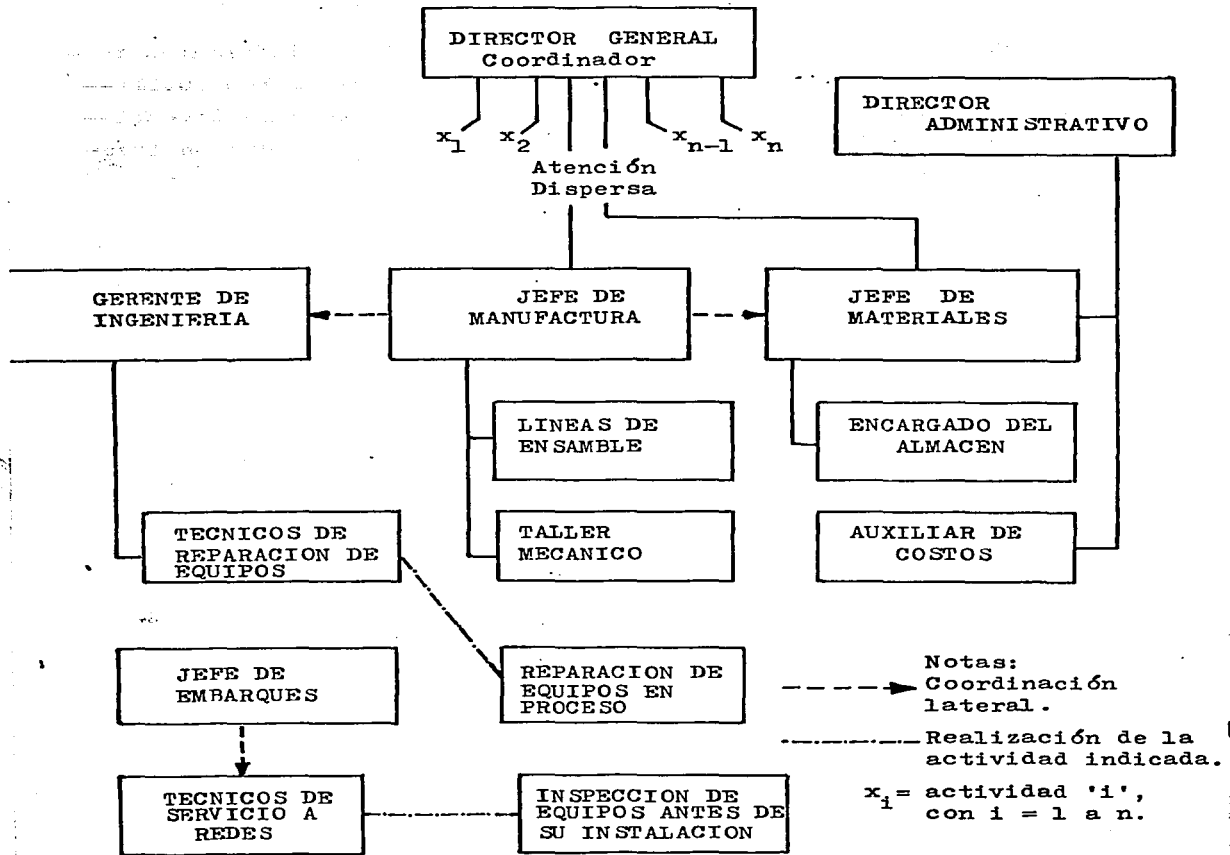 DIRECTOR GENERAL
Coordinador
DIRECTOR
ADMINISTRATIVO
x1 x2 xn-1 xn
Atención
Dispersa
GERENTE DE
INGENIERIA
JEFE DE
MANUFACTURA
JEFE DE
MATERIALES
LINEAS DE
ENSAMBLE
ENCARGADO DEL
ALMACEN
TECNICOS DE
REPARACION DE
EQUIPOS
TALLER
MECANICO
AUXILIAR DE
COSTOS
JEFE DE
EMBARQUES
REPARACION DE
EQUIPOS EN
PROCESO
Notas:
Coordinación
lateral.
Realización de la
actividad indicada.
xi= actividad 'i',
con i = 1 a n.
TECNICOS DE
SERVICIO A
REDES
INSPECCION DE
EQUIPOS ANTES DE
SU INSTALACION